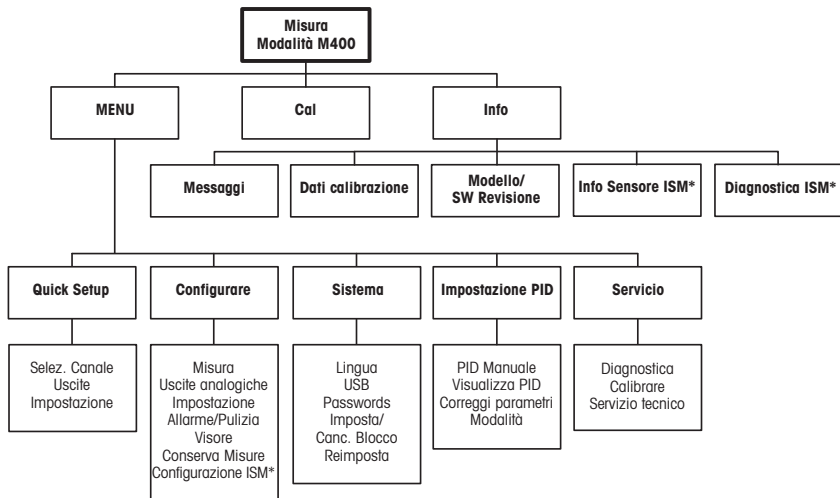 Misura
Modalità M400
MENU
Cal
Info
Messaggi
Dati calibrazione
Modello/
SW Revisione
Info Sensore ISM*
Diagnostica ISM*
Quick Setup
Configurare
Sistema
Impostazione PID
Servicio
Selez. Canale
Uscite
Impostazione
Misura
Uscite analogiche
Impostazione
Allarme/Pulizia
Visore
Conserva Misure
Configurazione ISM*
Lingua
USB
Passwords
Imposta/
Canc. Blocco
Reimposta
PID Manuale
Visualizza PID
Correggi parametri
Modalità
Diagnostica
Calibrare
Servizio tecnico